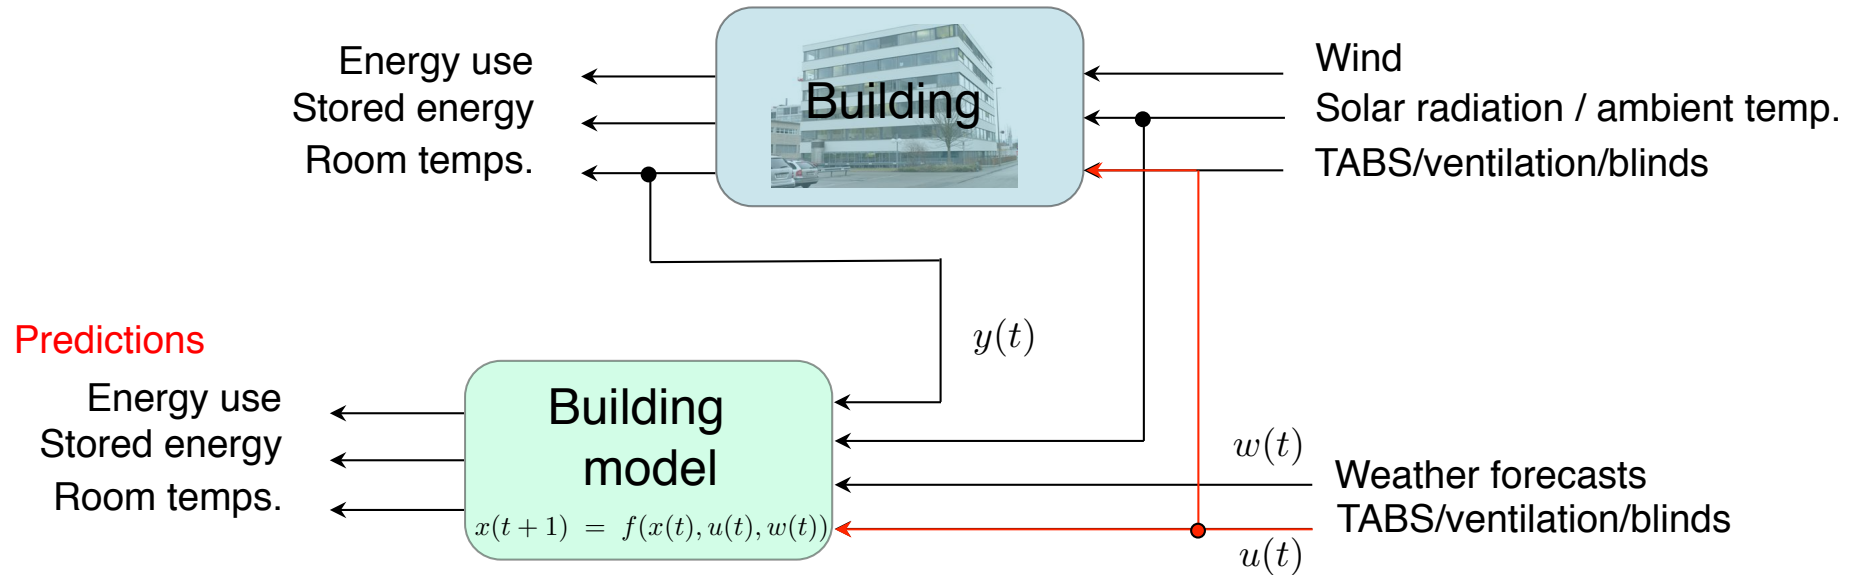 Energy use
Stored energy
Room temps.
Building
Wind
Solar radiation / ambient temp.
TABS/ventilation/blinds
y(t)
Predictions
Energy use
Stored energy
Room temps.
Building
model
x(t + 1) = f(x(t), u(t), w(t))
w(t)
Weather forecasts
TABS/ventilation/blinds
u(t)